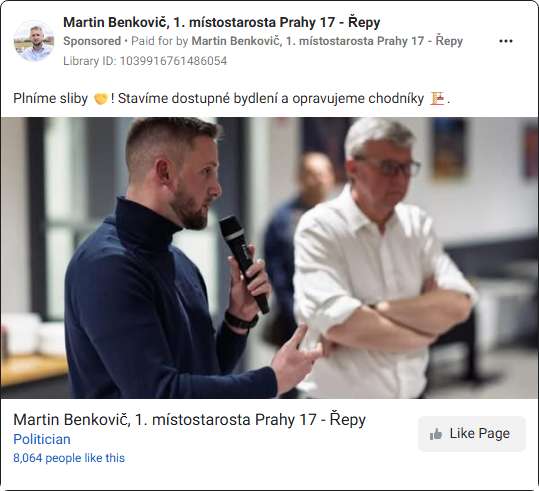 Martin Benkovič, 1. místostarosta Prahy 17 - Řepy
Sponsored • Paid for by Martin Benkovič, 1. místostarosta Prahy 17 - Řepy
Library ID: 1039916761486054
Plníme sliby 🤝 ! Stavíme dostupné bydlení a opravujeme chodníky 🏗️ .
Martin Benkovič, 1. místostarosta Prahy 17 - Řepy
Politician
8,064 people like this
Like Page